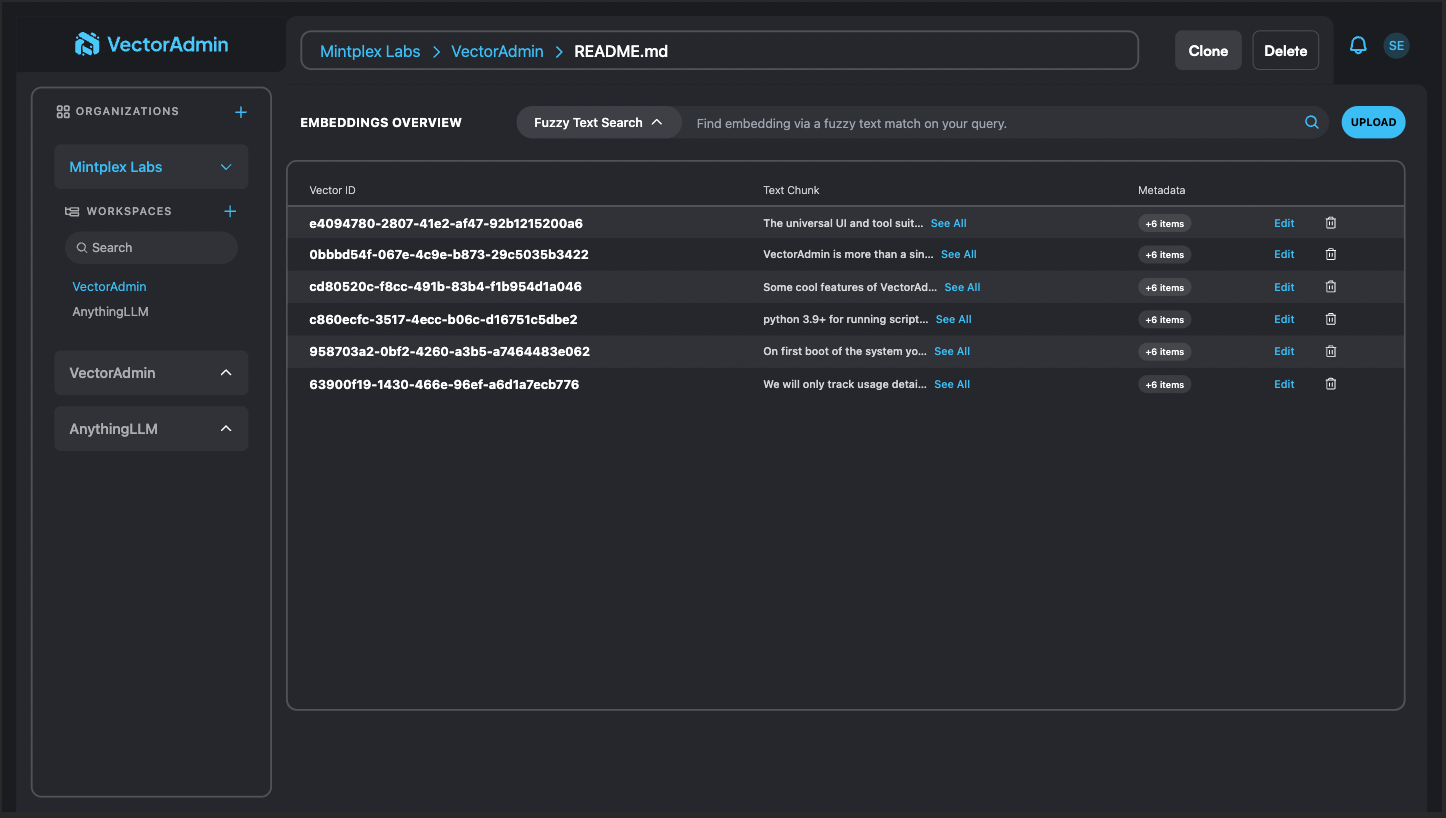 VectorAdmin
Mintplex Labs > VectorAdmin > README.md
Clone
Delete
SE
ORGANIZATIONS +
Mintplex Labs
WORKSPACES +
Search
VectorAdmin
AnythingLLM
VectorAdmin
AnythingLLM
EMBEDDINGS OVERVIEW
Fuzzy Text Search
Find embedding via a fuzzy text match on your query.
UPLOAD
Vector ID Text Chunk Metadata
e4094780-2807-41e2-af47-92b1215200a6 The universal UI and tool suit... See All +6 items Edit
0bbbd54f-067e-4c9e-b873-29c5035b3422 VectorAdmin is more than a sin... See All +6 items Edit
cd80520c-f8cc-491b-83b4-f1b954d1a046 Some cool features of VectorAd... See All +6 items Edit
c860ecfc-3517-4ecc-b06c-d16751c5dbe2 python 3.9+ for running script... See All +6 items Edit
958703a2-0bf2-4260-a3b5-a7464483e062 On first boot of the system yo... See All +6 items Edit
63900f19-1430-466e-96ef-a6d1a7ecb776 We will only track usage detai... See All +6 items Edit